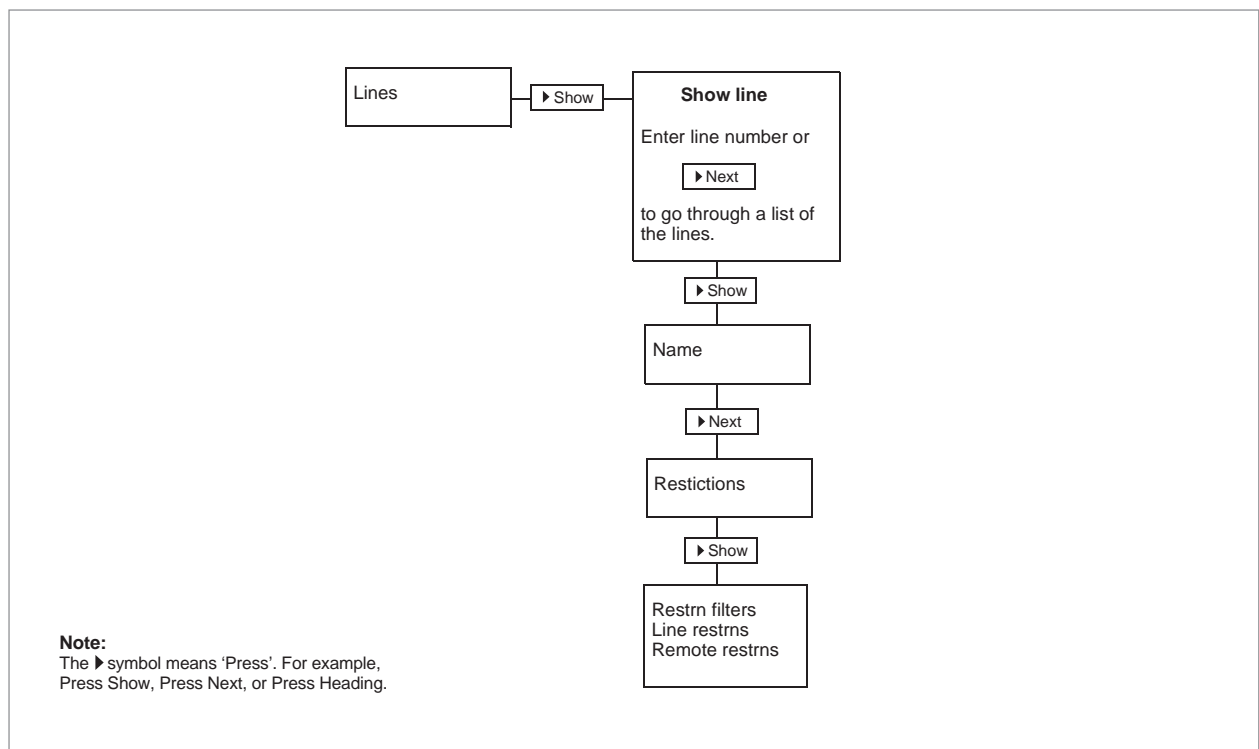 Lines
▶Show
Show line
Enter line number or
▶Next
to go through a list of
the lines.
▶Show
Name
▶Next
Restictions
▶Show
Restrn filters
Line restrns
Remote restrns
Note:
The ▶ symbol means ‘Press’. For example,
Press Show, Press Next, or Press Heading.